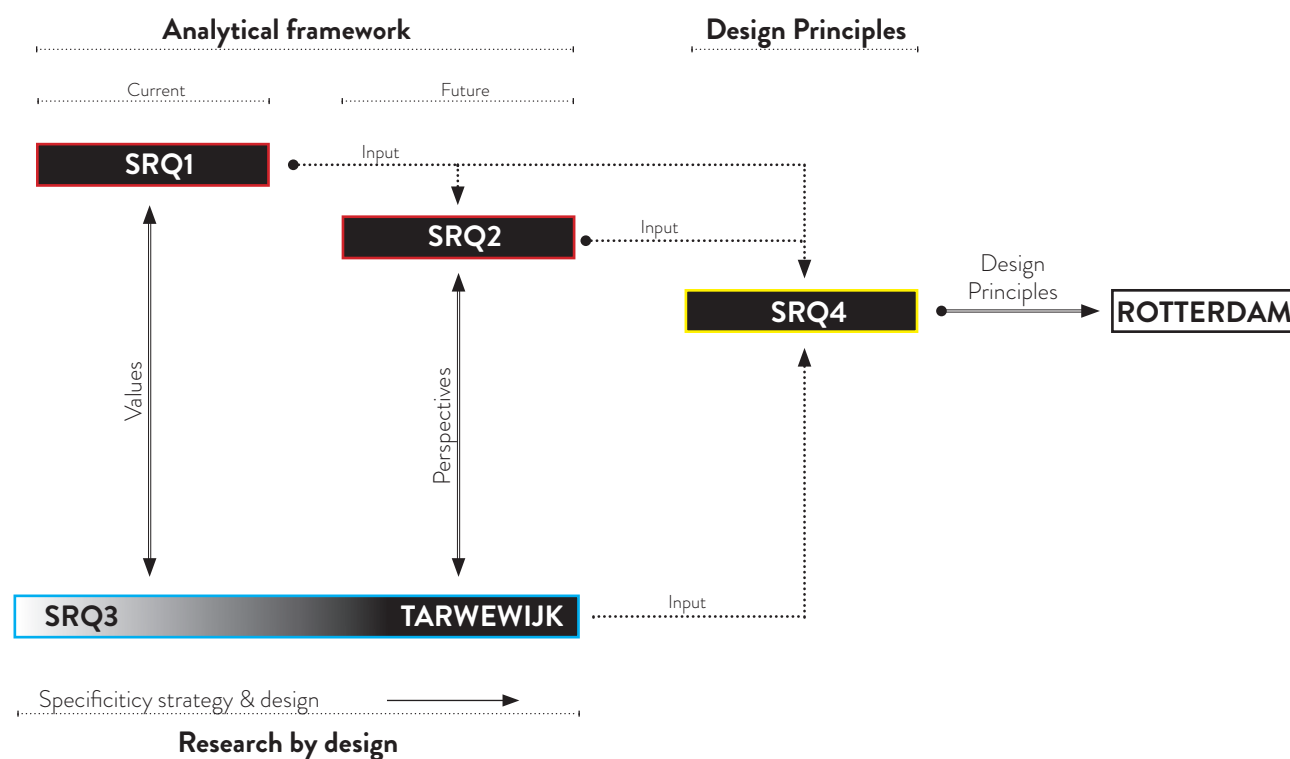 Analytical framework
Design Principles
Current
Future
SRQ1
Input
SRQ2
Input
Design
Principles
SRQ4
ROTTERDAM
Values
Perspectives
SRQ3
TARWEWIJK
Input
Specificiticy strategy & design
Research by design